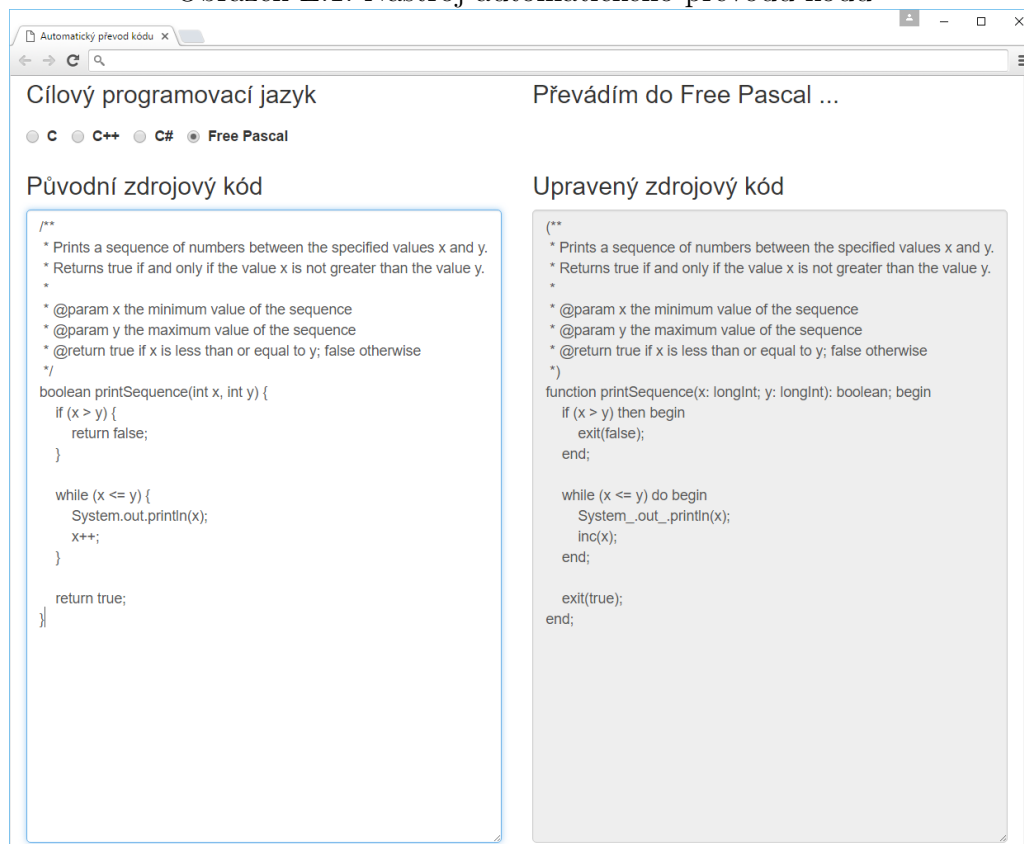 Obrázek 2.1: Nástroj automatického převodu kódu
Automatický převod kódu
Cílový programovací jazyk
C C++ C# Free Pascal
Převádím do Free Pascal ...
Původní zdrojový kód
/**
* Prints a sequence of numbers between the specified values x and y.
* Returns true if and only if the value x is not greater than the value y.
*
* @param x the minimum value of the sequence
* @param y the maximum value of the sequence
* @return true if x is less than or equal to y; false otherwise
*/
boolean printSequence(int x, int y) {
if (x > y) {
return false;
}
while (x <= y) {
System.out.println(x);
x++;
}
return true;
}
Upravený zdrojový kód
(**
* Prints a sequence of numbers between the specified values x and y.
* Returns true if and only if the value x is not greater than the value y.
*
* @param x the minimum value of the sequence
* @param y the maximum value of the sequence
* @return true if x is less than or equal to y; false otherwise
*)
function printSequence(x: longInt; y: longInt): boolean; begin
if (x > y) then begin
exit(false);
end;
while (x <= y) do begin
System_.out_.println(x);
inc(x);
end;
exit(true);
end;